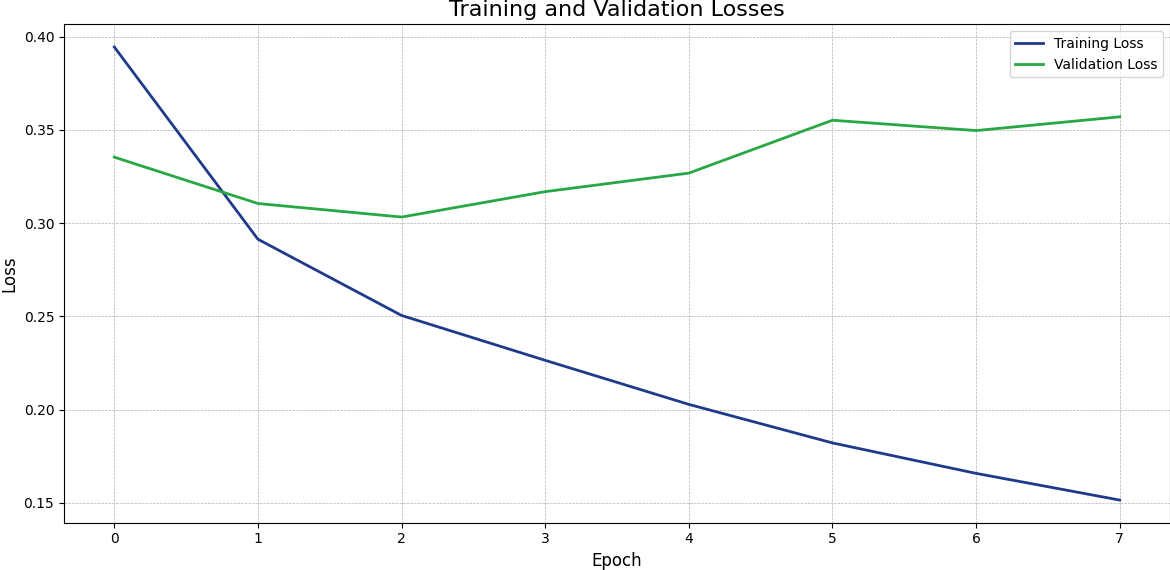 Training and Validation Losses
Training Loss
Validation Loss
0.40
0.35
0.30
0.25
0.20
0.15
Loss
0 1 2 3 4 5 6 7
Epoch